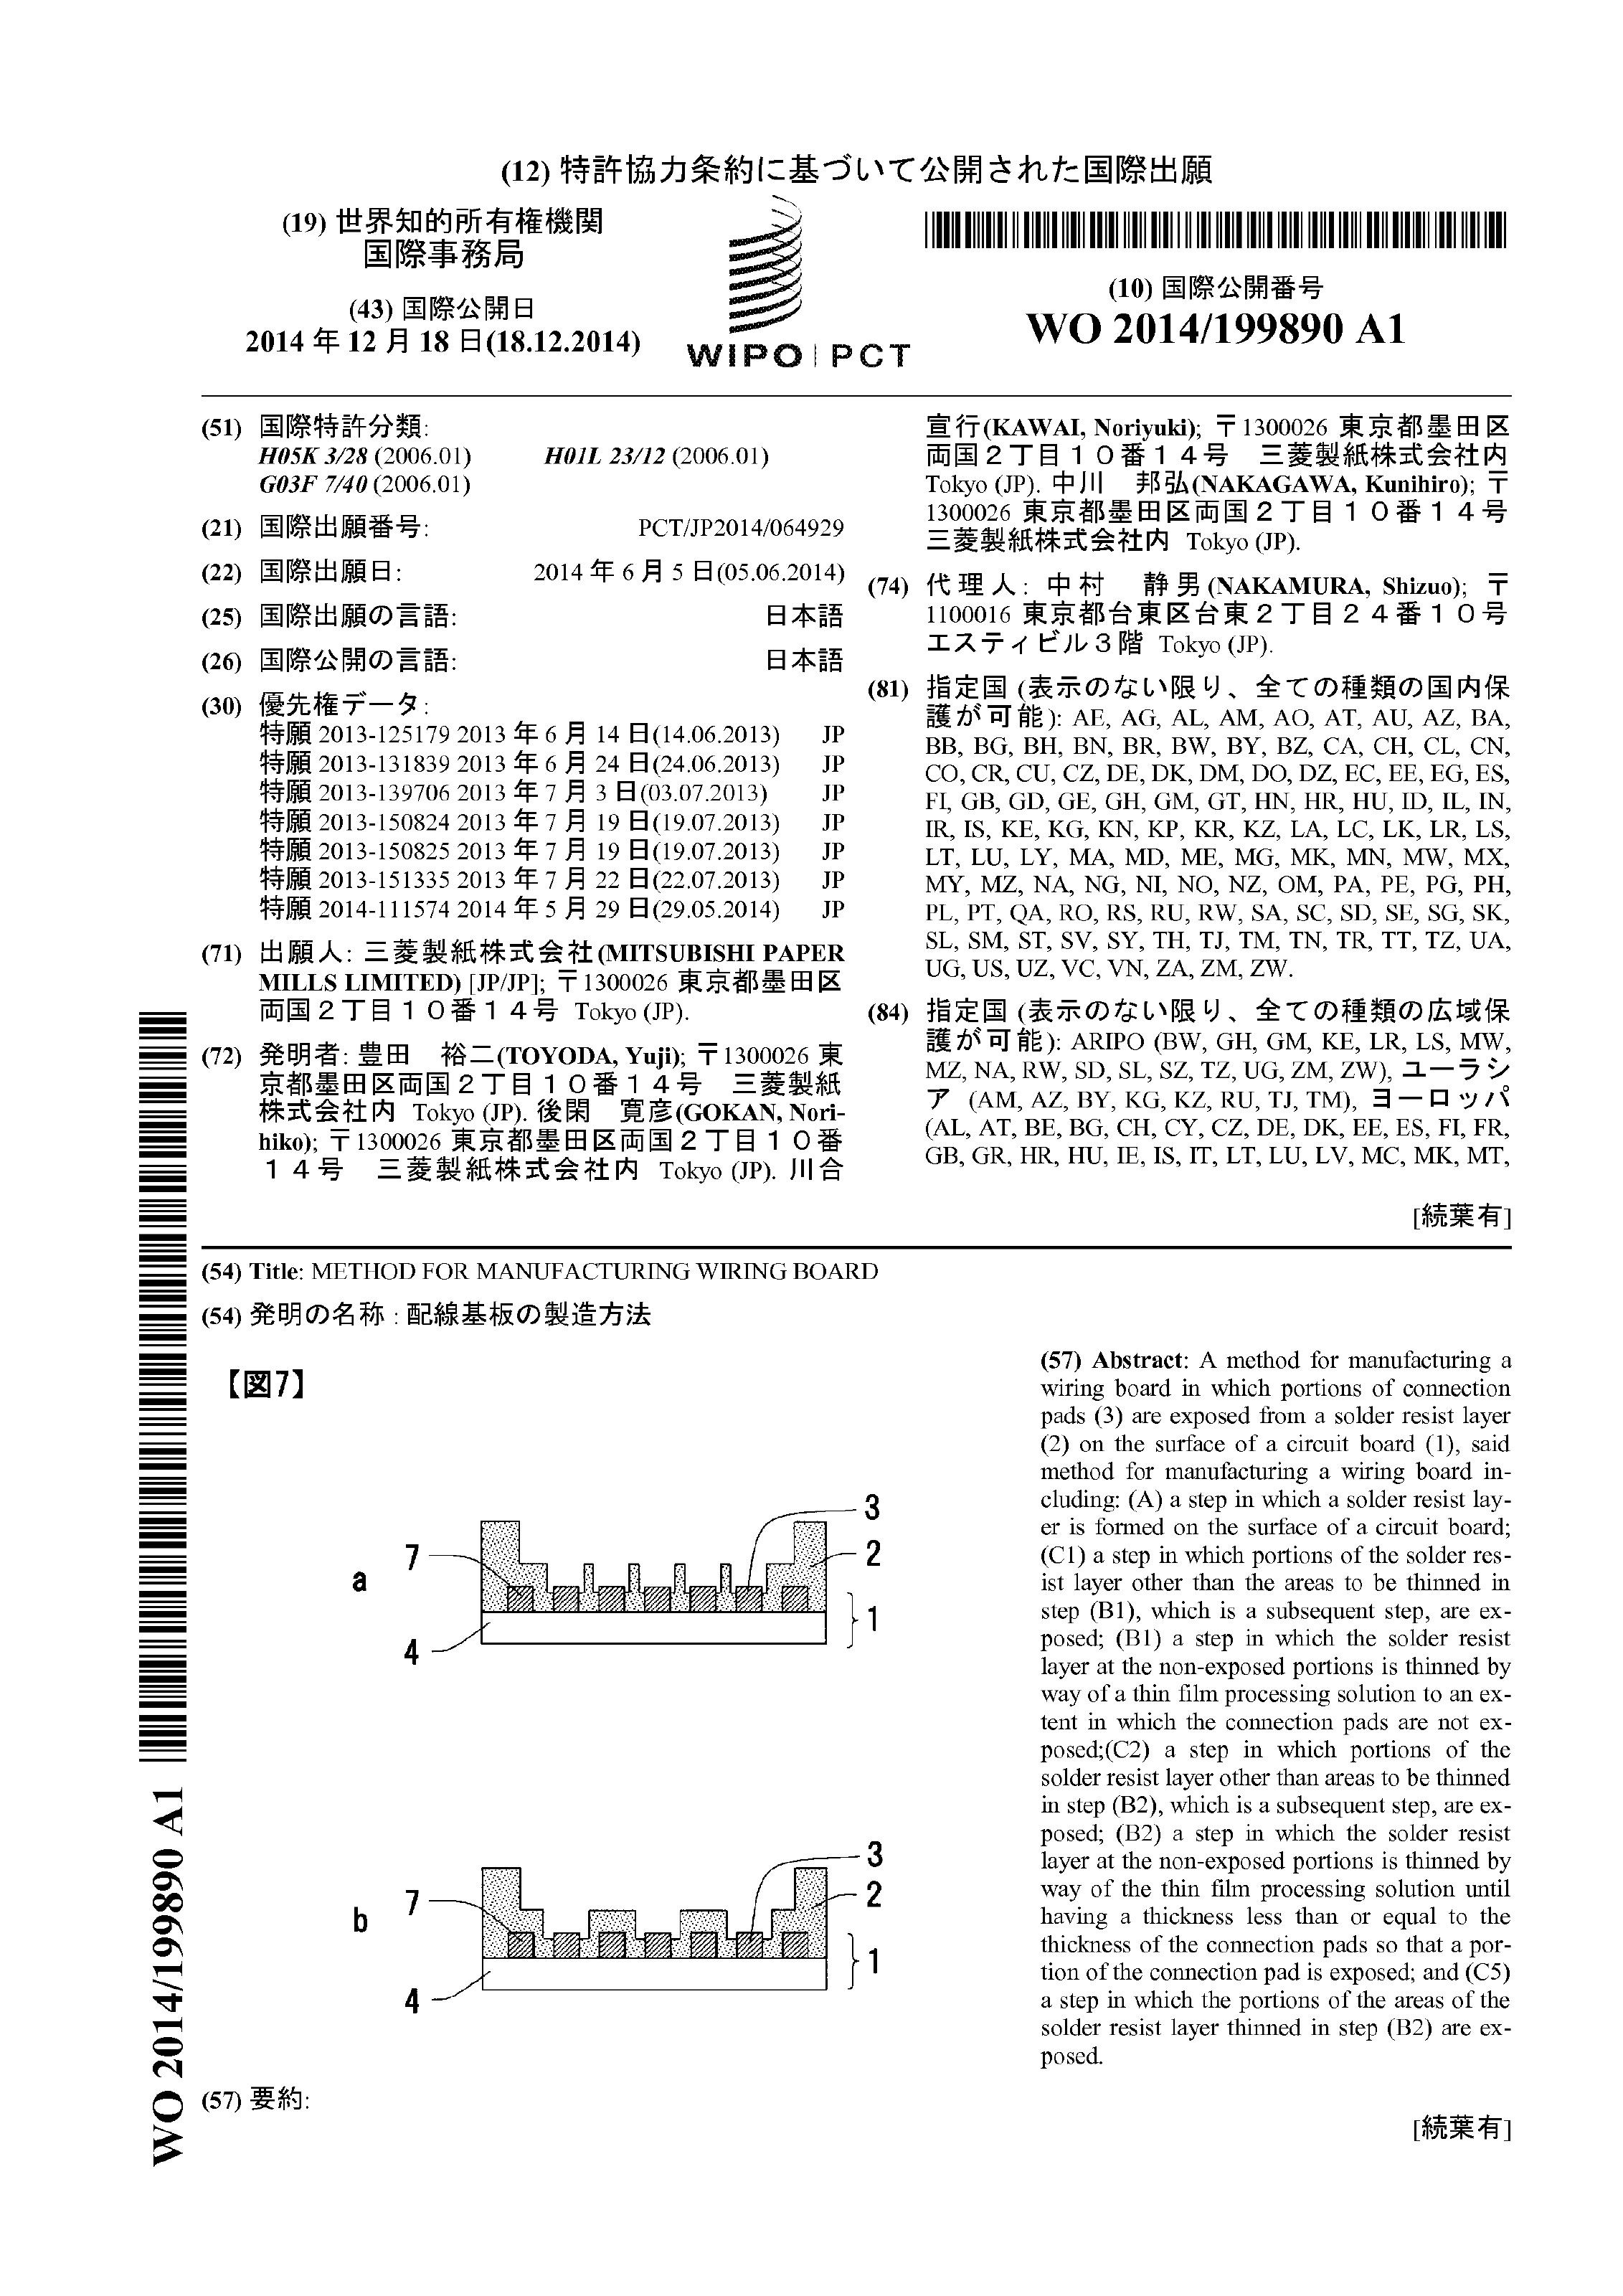 (12) 特許協力条約に基づいて公開された国際出願
(19) 世界知的所有権機関
国際事務局
(43) 国際公開日
2014 年 12 月 18 日(18.12.2014)
WIPO | PCT
(10) 国際公開番号
WO 2014/199890 A1
(51) 国際特許分類:
H05K 3/28 (2006.01) H01L 23/12 (2006.01)
G03F 7/40 (2006.01)
(21) 国際出願番号: PCT/JP2014/064929
(22) 国際出願日: 2014 年 6 月 5 日(05.06.2014)
(25) 国際出願の言語: 日本語
(26) 国際公開の言語: 日本語
(30) 優先権データ:
特願 2013-125179 2013 年 6 月 14 日(14.06.2013) JP
特願 2013-131839 2013 年 6 月 24 日(24.06.2013) JP
特願 2013-139706 2013 年 7 月 3 日(03.07.2013) JP
特願 2013-150824 2013 年 7 月 19 日(19.07.2013) JP
特願 2013-150825 2013 年 7 月 19 日(19.07.2013) JP
特願 2013-151335 2013 年 7 月 22 日(22.07.2013) JP
特願 2014-111574 2014 年 5 月 29 日(29.05.2014) JP
(71) 出願人: 三菱製紙株式会社(MITSUBISHI PAPER
MILLS LIMITED) [JP/JP]; 〒1300026 東京都墨田区
両国2丁目10番14号 Tokyo (JP).
(72) 発明者: 豊田 裕二(TOYODA, Yuji); 〒1300026 東
京都墨田区両国2丁目10番14号 三菱製紙
株式会社内 Tokyo (JP). 後閑 寛彦(GOKAN, Nori-
hiko); 〒1300026 東京都墨田区両国2丁目10番
14号 三菱製紙株式会社内 Tokyo (JP). 川合
宣行(KAWAI, Noriyuki); 〒1300026 東京都墨田区
両国2丁目10番14号 三菱製紙株式会社内
Tokyo (JP). 中川 邦弘(NAKAGAWA, Kunihiro); 〒
1300026 東京都墨田区両国2丁目10番14号
三菱製紙株式会社内 Tokyo (JP).
(74) 代理人: 中村 静男(NAKAMURA, Shizuo); 〒
1100016 東京都台東区台東2丁目24番10号
エスティビル3階 Tokyo (JP).
(81) 指定国 (表示のない限り、全ての種類の国内保
護が可能): AE, AG, AL, AM, AO, AT, AU, AZ, BA,
BB, BG, BH, BN, BR, BW, BY, BZ, CA, CH, CL, CN,
CO, CR, CU, CZ, DE, DK, DM, DO, DZ, EC, EE, EG, ES,
FI, GB, GD, GE, GH, GM, GT, HN, HR, HU, ID, IL, IN,
IR, IS, KE, KG, KN, KP, KR, KZ, LA, LC, LK, LR, LS,
LT, LU, LY, MA, MD, ME, MG, MK, MN, MW, MX,
MY, MZ, NA, NG, NI, NO, NZ, OM, PA, PE, PG, PH,
PL, PT, QA, RO, RS, RU, RW, SA, SC, SD, SE, SG, SK,
SL, SM, ST, SV, SY, TH, TJ, TM, TN, TR, TT, TZ, UA,
UG, US, UZ, VC, VN, ZA, ZM, ZW.
(84) 指定国 (表示のない限り、全ての種類の広域保
護が可能): ARIPO (BW, GH, GM, KE, LR, LS, MW,
MZ, NA, RW, SD, SL, SZ, TZ, UG, ZM, ZW), ユーラシ
ア (AM, AZ, BY, KG, KZ, RU, TJ, TM), ヨーロッパ
(AL, AT, BE, BG, CH, CY, CZ, DE, DK, EE, ES, FI, FR,
GB, GR, HR, HU, IE, IS, IT, LT, LU, LV, MC, MK, MT,
[続葉有]
(54) Title: METHOD FOR MANUFACTURING WIRING BOARD
(54) 発明の名称 : 配線基板の製造方法
【図7】
a
7
4
3
2
1
b
7
4
3
2
1
(57) Abstract: A method for manufacturing a
wiring board in which portions of connection
pads (3) are exposed from a solder resist layer
(2) on the surface of a circuit board (1), said
method for manufacturing a wiring board in-
cluding: (A) a step in which a solder resist lay-
er is formed on the surface of a circuit board;
(C1) a step in which portions of the solder res-
ist layer other than the areas to be thinned in
step (B1), which is a subsequent step, are ex-
posed; (B1) a step in which the solder resist
layer at the non-exposed portions is thinned by
way of a thin film processing solution to an ex-
tent in which the connection pads are not ex-
posed;(C2) a step in which portions of the
solder resist layer other than areas to be thinned
in step (B2), which is a subsequent step, are ex-
posed; (B2) a step in which the solder resist
layer at the non-exposed portions is thinned by
way of the thin film processing solution until
having a thickness less than or equal to the
thickness of the connection pads so that a por-
tion of the connection pad is exposed; and (C5)
a step in which the portions of the areas of the
solder resist layer thinned in step (B2) are ex-
posed.
(57) 要約:
[続葉有]
WO 2014/199890 A1